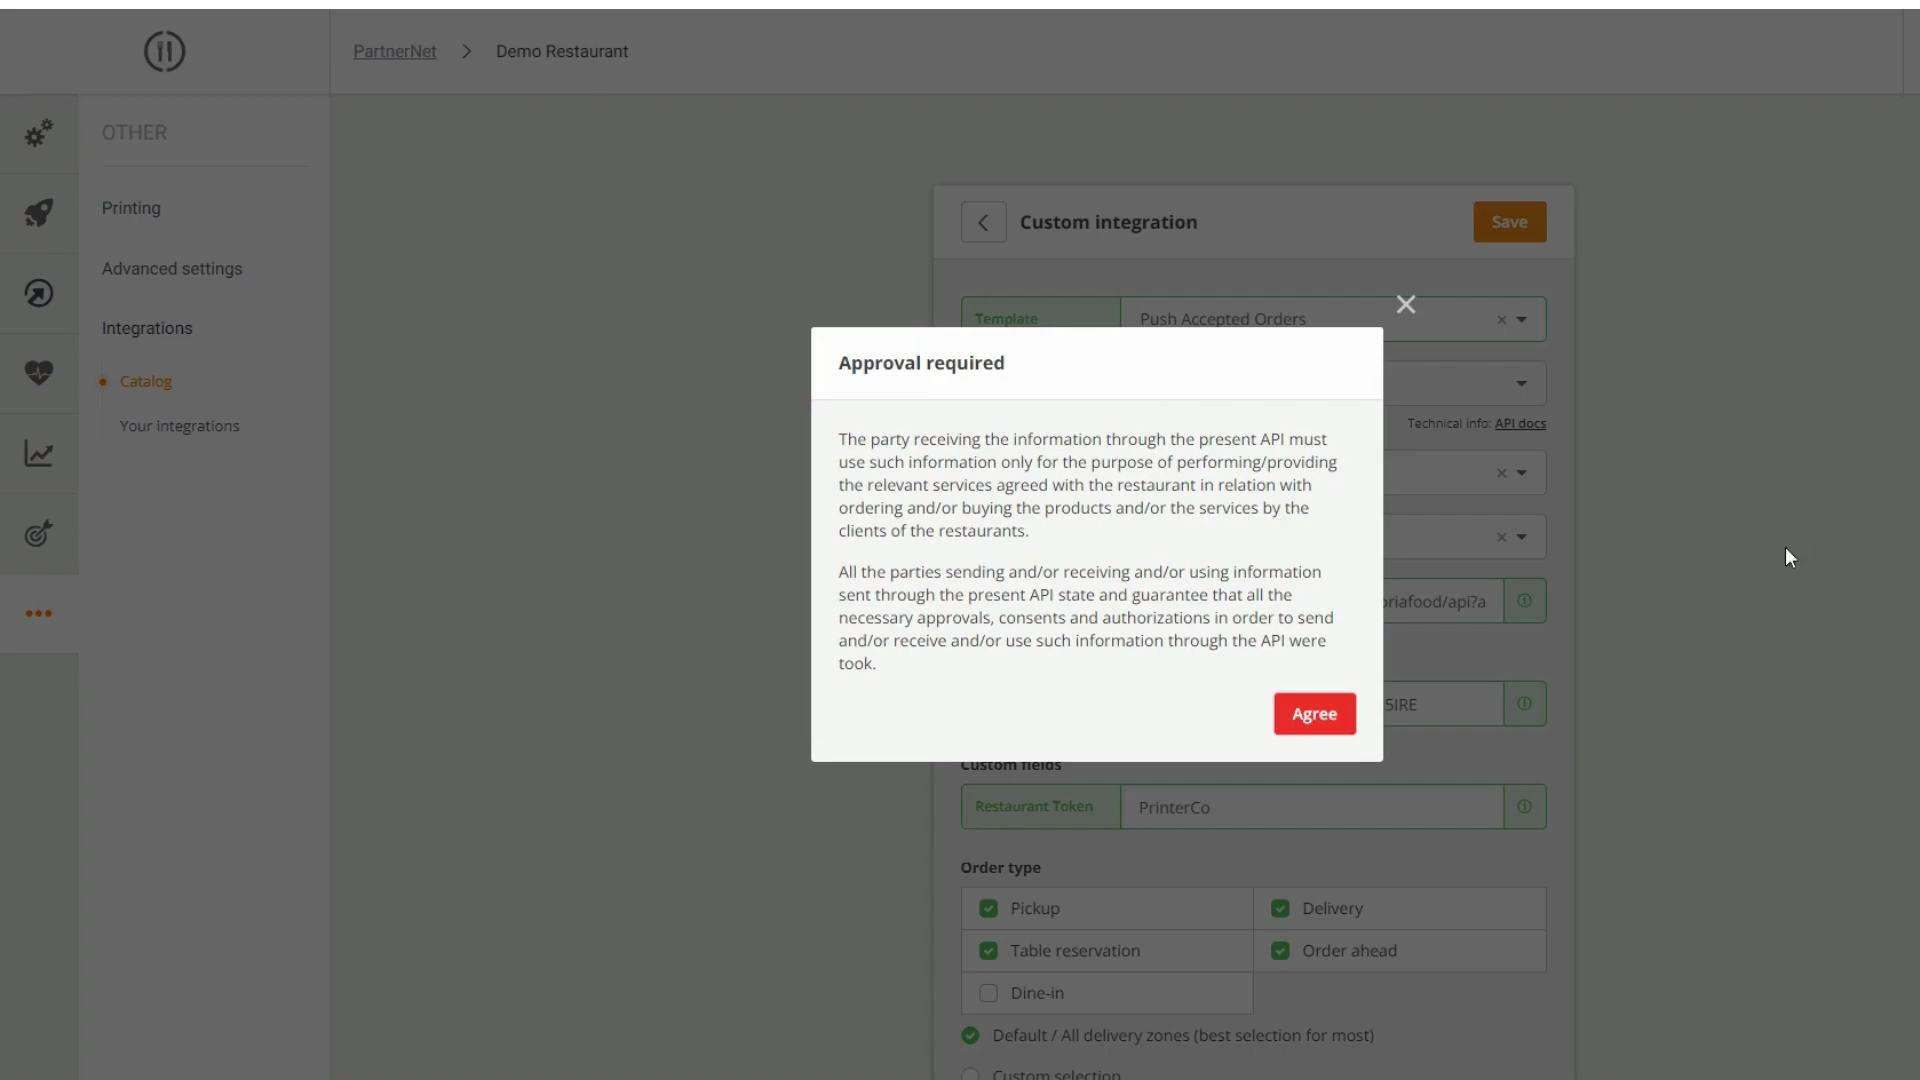 PartnerNet > Demo Restaurant
OTHER
Printing
Advanced settings
Integrations
Catalog
Your integrations
Custom integration
Save
Template
Push Accepted Orders
Technical info: API docs
Approval required
The party receiving the information through the present API must
use such information only for the purpose of performing/providing
the relevant services agreed with the restaurant in relation with
ordering and/or buying the products and/or the services by the
clients of the restaurants.
All the parties sending and/or receiving and/or using information
sent through the present API state and guarantee that all the
necessary approvals, consents and authorizations in order to send
and/or receive and/or use such information through the API were
took.
Agree
oriafood/api?a
5IRE
Custom fields
Restaurant Token
PrinterCo
Order type
Pickup
Delivery
Table reservation
Order ahead
Dine-in
Default / All delivery zones (best selection for most)
Custom selection